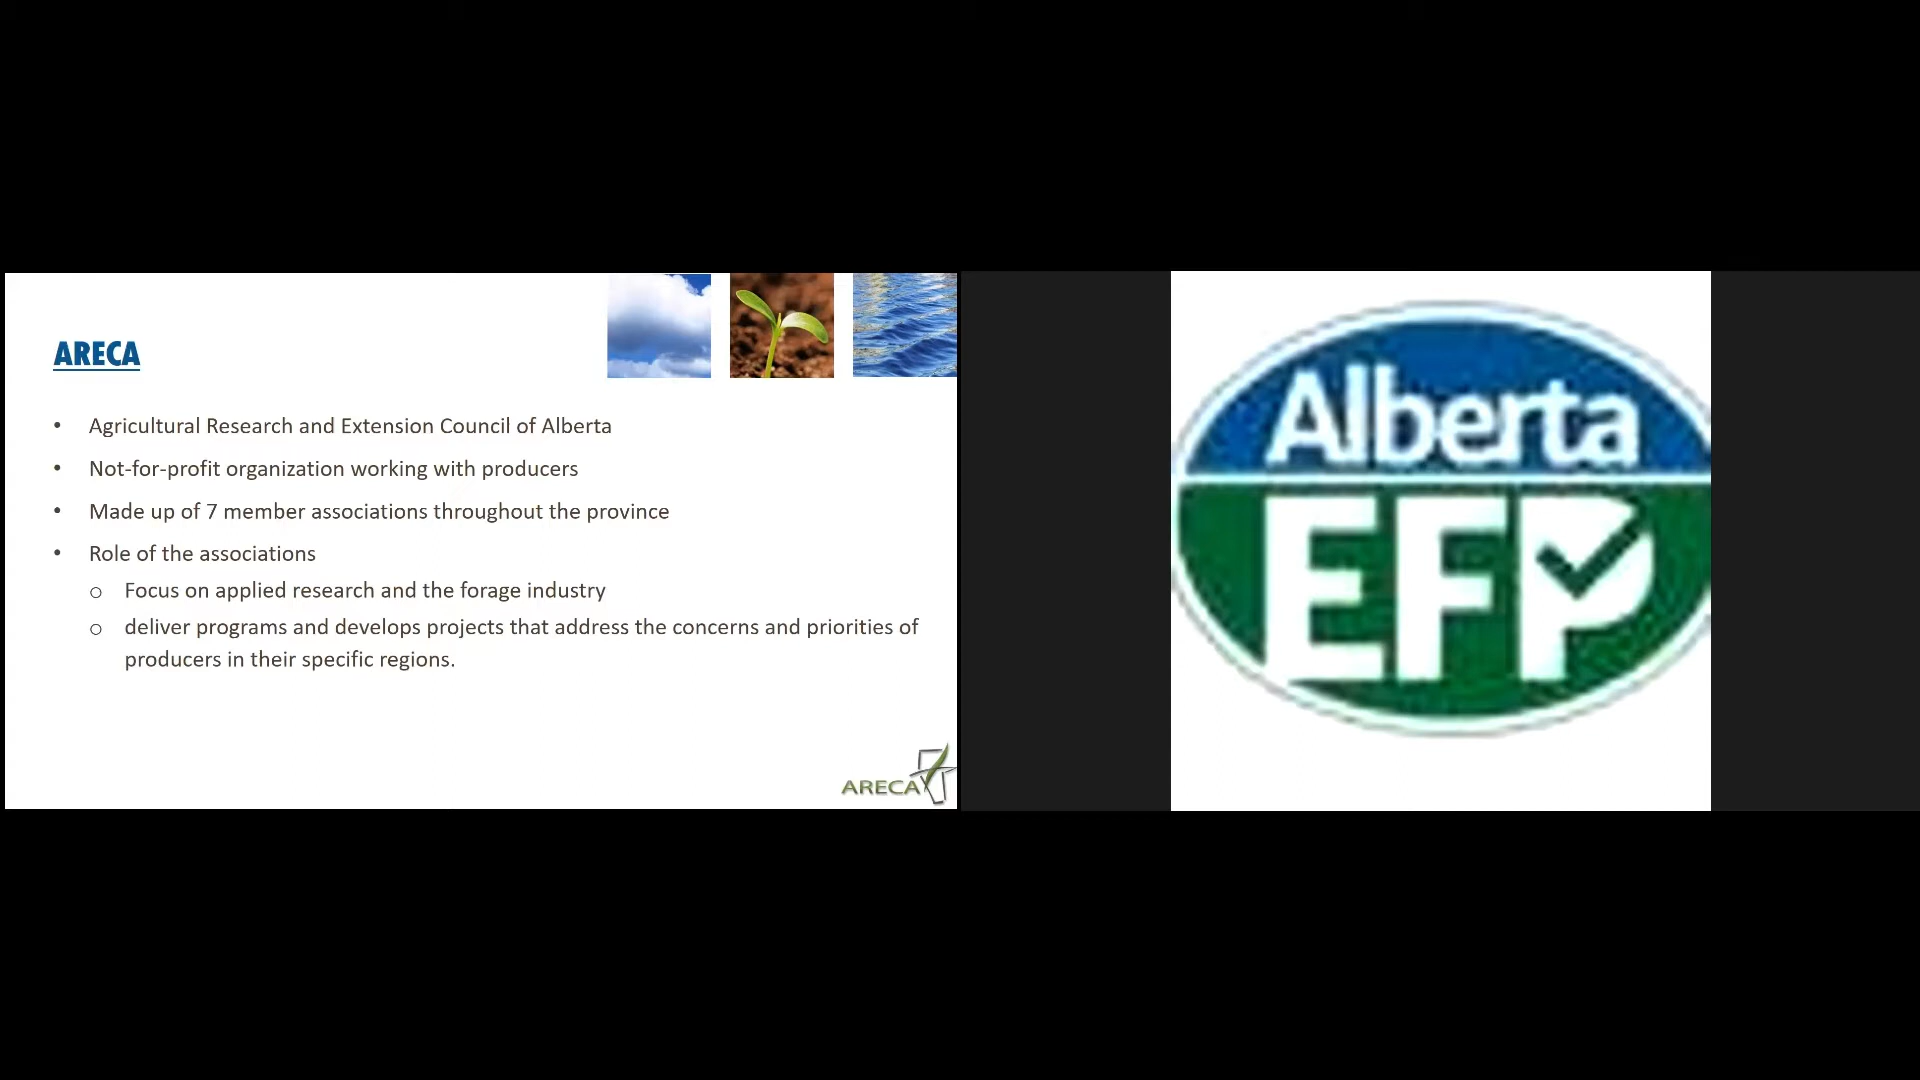 ARECA
• Agricultural Research and Extension Council of Alberta
• Not-for-profit organization working with producers
• Made up of 7 member associations throughout the province
• Role of the associations
o Focus on applied research and the forage industry
o deliver programs and develops projects that address the concerns and priorities of
producers in their specific regions.
ARECA
Alberta
EFP